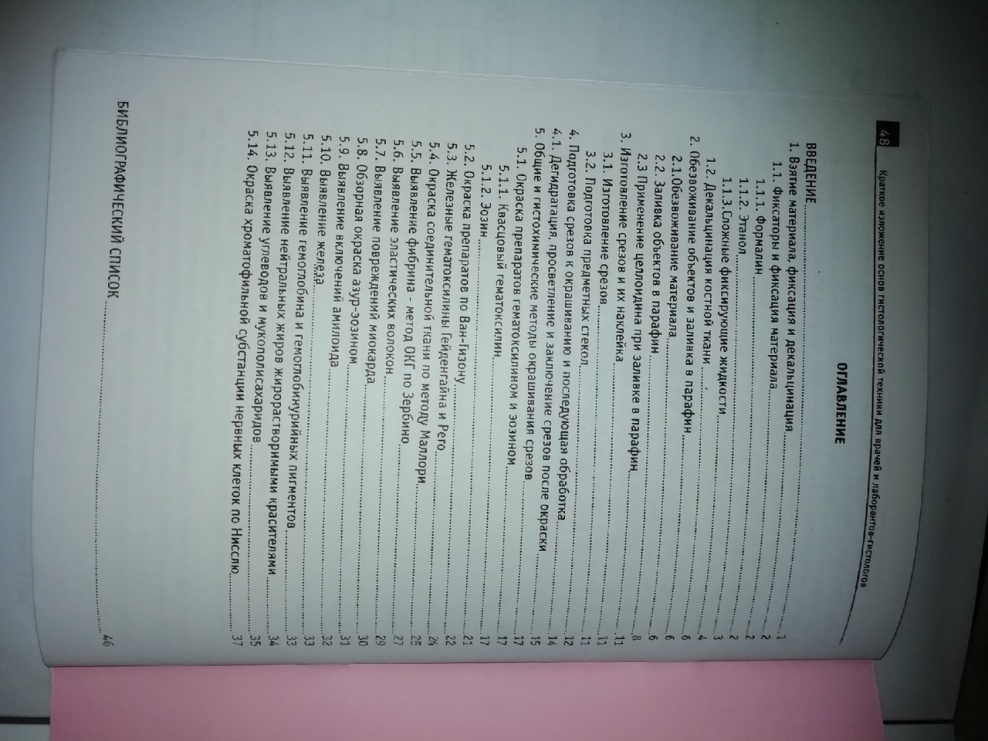 48 Краткое изложение основ гистологической техники для врачей и лаборантов-гистологов
ОГЛАВЛЕНИЕ
ВВЕДЕНИЕ 1
1. Взятие материала, фиксация и декальцинация 2
1.1. Фиксаторы и фиксация материала 2
1.1.1. Формалин 2
1.1.2. Этанол 3
1.1.3.Сложные фиксирующие жидкости 4
1.2. Декальцинация костной ткани 6
2. Обезвоживание объектов и заливка в парафин 6
2.1.Обезвоживание материала 6
2.2. Заливка объектов в парафин 8
2.3 Применение целлоидина при заливке в парафин 11
3. Изготовление срезов и их наклейка 11
3.1. Изготовление срезов 11
3.2. Подготовка предметных стекол 12
4. Подготовка срезов к окрашиванию и последующая обработка 14
4.1. Дегидратация, просветление и заключение срезов после окраски 15
5. Общие и гистохимические методы окрашивания срезов 17
5.1. Окраска препаратов гематоксилином и эозином 17
5.1.1. Квасцовый гематоксилин 17
5.1.2. Эозин 21
5.2. Окраска препаратов по Ван-Гизону 22
5.3. Железные гематоксилины Гейденгайна и Рего 24
5.4. Окраска соединительной ткани по методу Маллори 25
5.5. Выявление фибрина - метод ОКГ по Зербино 27
5.6. Выявление эластических волокон 29
5.7. Выявление повреждений миокарда 30
5.8. Обзорная окраска азур-эозином 31
5.9. Выявление включений амилоида 32
5.10. Выявление железа 33
5.11. Выявление гемоглобина и гемоглобинурийных пигментов 33
5.12. Выявление нейтральных жиров жирорастворимыми красителями 34
5.13. Выявление углеводов и мукополисахаридов 35
5.14. Окраска хроматофильной субстанции нервных клеток по Нисслю 37
БИБЛИОГРАФИЧЕСКИЙ СПИСОК 46